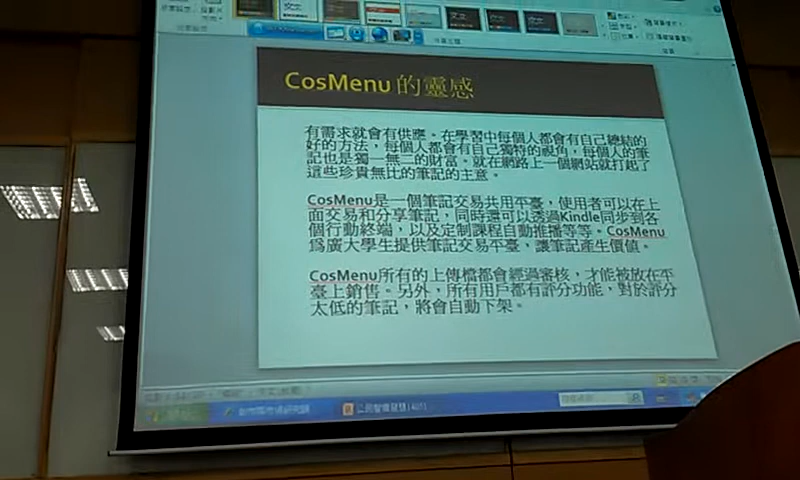 CosMenu 的靈感
有需求就會有供應。在學習中每個人都會有自己總結的
好的方法，每個人都會有自己獨特的視角，每個人的筆
記也是獨一無二的財富。就在網路上一個網站就打起了
這些珍貴無比的筆記的主意。
CosMenu是一個筆記交易共用平臺，使用者可以在上
面交易和分享筆記，同時還可以透過Kindle同步到各
個行動終端，以及定制課程自動推播等等。CosMenu
為廣大學生提供筆記交易平臺，讓筆記產生價值。
CosMenu所有的上傳檔都會經過審核，才能被放在平
臺上銷售。另外，所有用戶都有評分功能，對於評分
太低的筆記，將會自動下架。